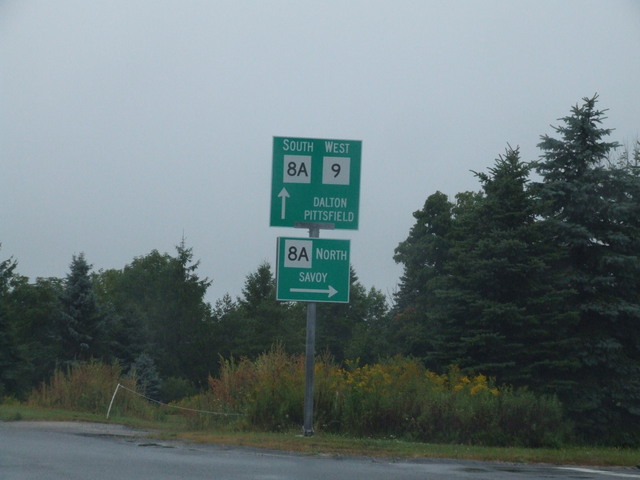 SOUTH WEST
8A 9
DALTON
PITTSFIELD
8A NORTH
SAVOY